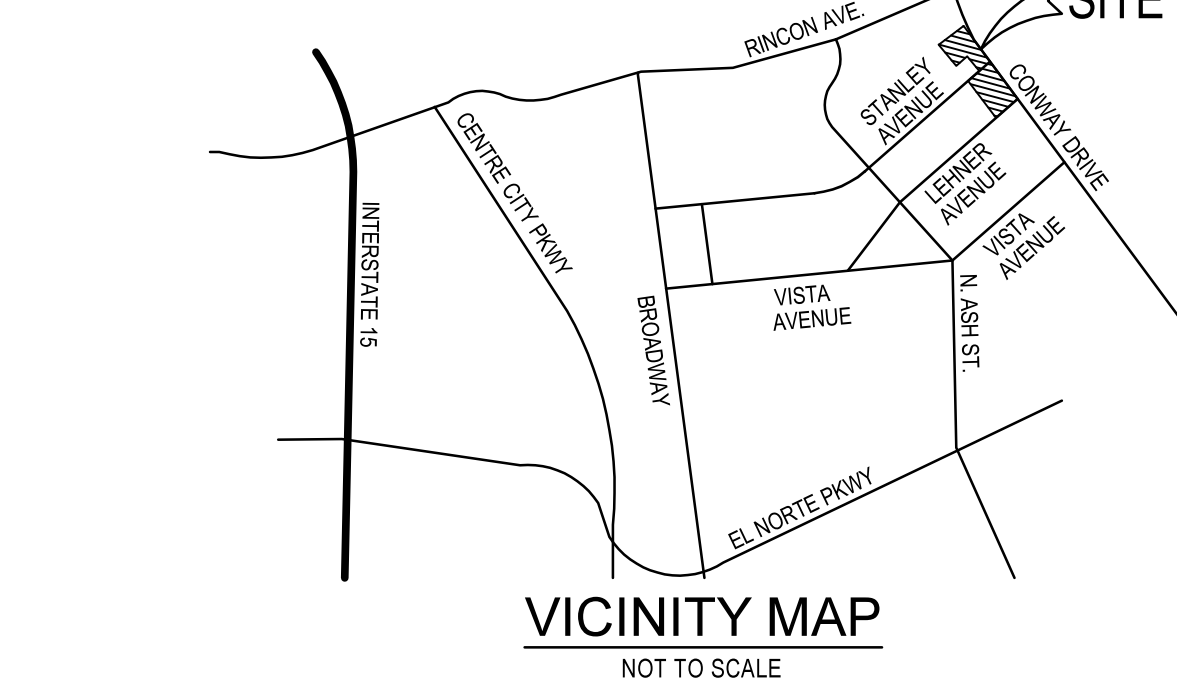 SITE
RINCON AVE.
STANLEY
AVENUE
CONWAY DRIVE
CENTRE CITY PKWY
LEHNER
AVENUE
VISTA
AVENUE
INTERSTATE 15
BROADWAY
VISTA
AVENUE
N. ASH ST.
EL NORTE PKWY
VICINITY MAP
NOT TO SCALE